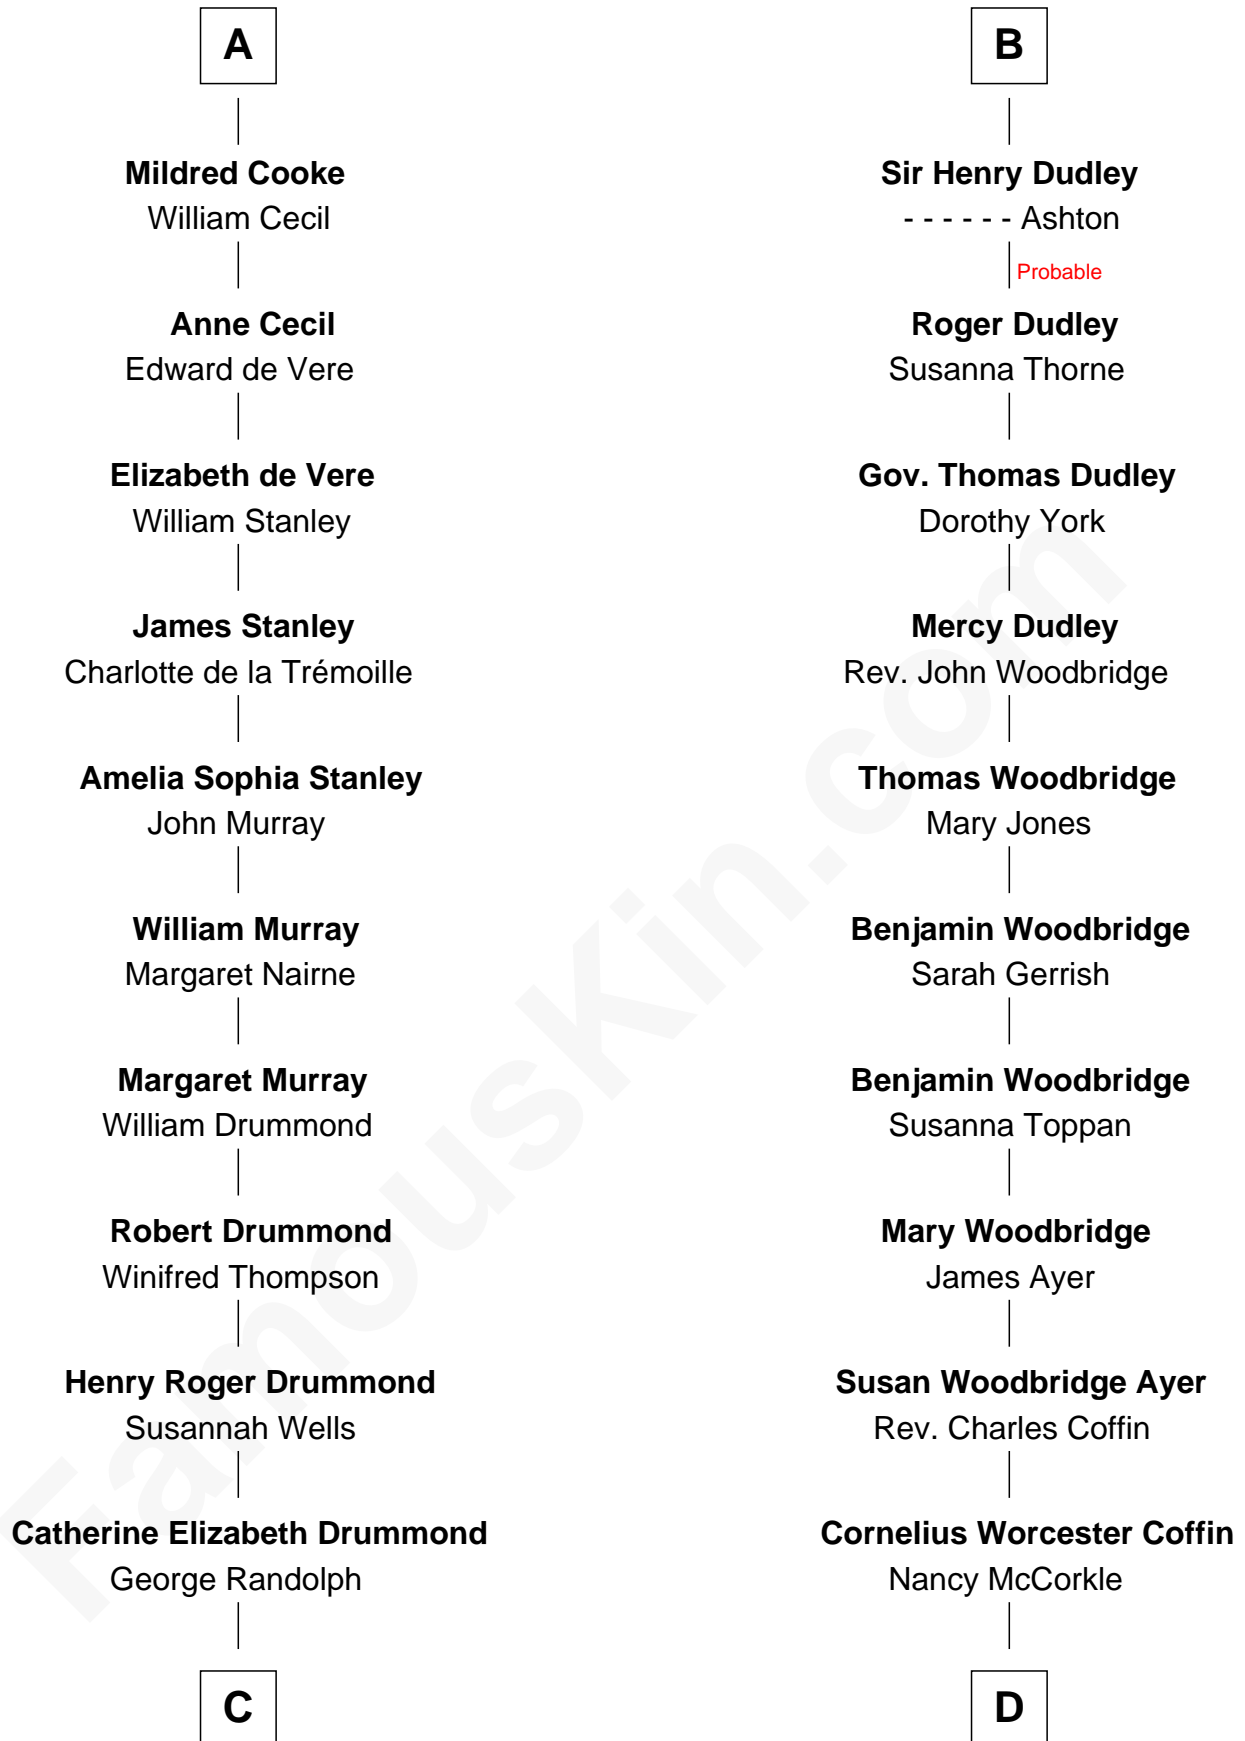 A
Mildred Cooke
William Cecil
Anne Cecil
Edward de Vere
Elizabeth de Vere
William Stanley
James Stanley
Charlotte de la Trémoille
Amelia Sophia Stanley
John Murray
William Murray
Margaret Nairne
Margaret Murray
William Drummond
Robert Drummond
Winifred Thompson
Henry Roger Drummond
Susannah Wells
Catherine Elizabeth Drummond
George Randolph
C
B
Sir Henry Dudley
- - - - - - Ashton
Probable
Roger Dudley
Susanna Thorne
Gov. Thomas Dudley
Dorothy York
Mercy Dudley
Rev. John Woodbridge
Thomas Woodbridge
Mary Jones
Benjamin Woodbridge
Sarah Gerrish
Benjamin Woodbridge
Susanna Toppan
Mary Woodbridge
James Ayer
Susan Woodbridge Ayer
Rev. Charles Coffin
Cornelius Worcester Coffin
Nancy McCorkle
D
FamousKin.com